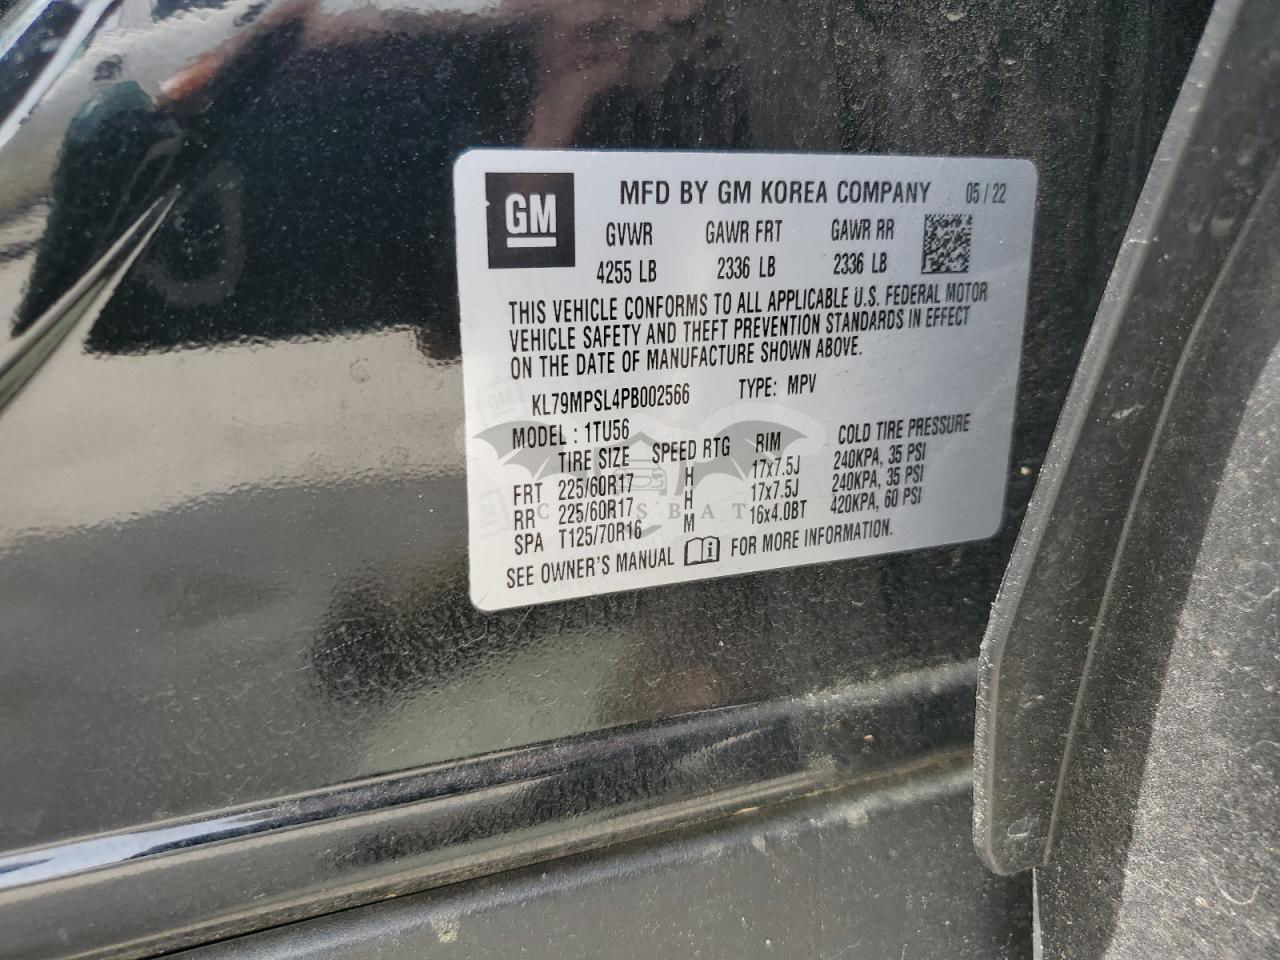 GM
MFD BY GM KOREA COMPANY 05 / 22
GVWR GAWR FRT GAWR RR
4255 LB 2336 LB 2336 LB
THIS VEHICLE CONFORMS TO ALL APPLICABLE U.S. FEDERAL MOTOR
VEHICLE SAFETY AND THEFT PREVENTION STANDARDS IN EFFECT
ON THE DATE OF MANUFACTURE SHOWN ABOVE.
KL79MPSL4PB002566 TYPE: MPV
MODEL : 1TU56
TIRE SIZE SPEED RTG RIM COLD TIRE PRESSURE
FRT 225/60R17 H 17x7.5J 240KPA, 35 PSI
RR 225/60R17 H 17x7.5J 240KPA, 35 PSI
SPA T125/70R16 M 16x4.0BT 420KPA, 60 PSI
SEE OWNER'S MANUAL FOR MORE INFORMATION.